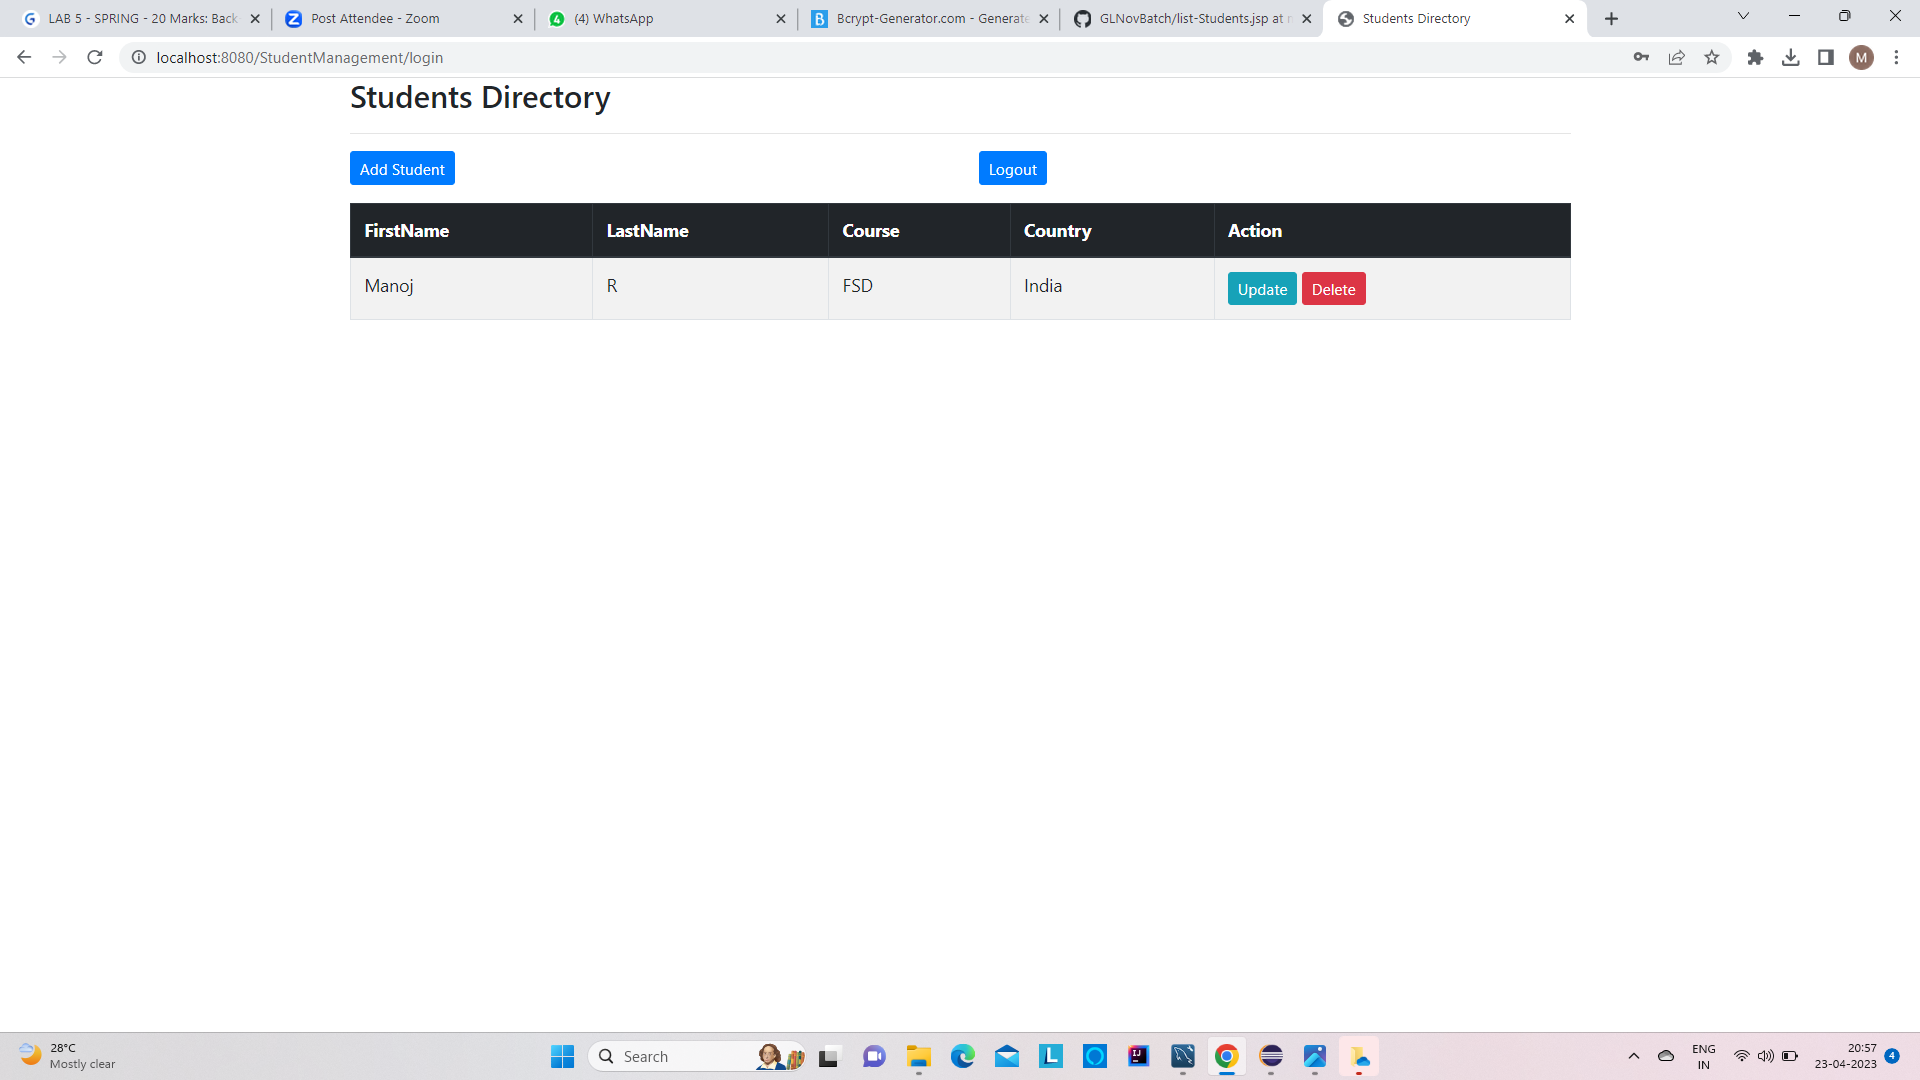 LAB 5 - SPRING - 20 Marks: Back
Post Attendee - Zoom
(4) WhatsApp
Bcrypt-Generator.com - Generate
GLNovBatch/list-Students.jsp at m
Students Directory
localhost:8080/StudentManagement/login
M
Students Directory
Add Student
Logout
FirstName LastName Course Country Action
Manoj R FSD India Update Delete
28°C
Mostly clear
Search
ENG
IN
20:57
23-04-2023
4